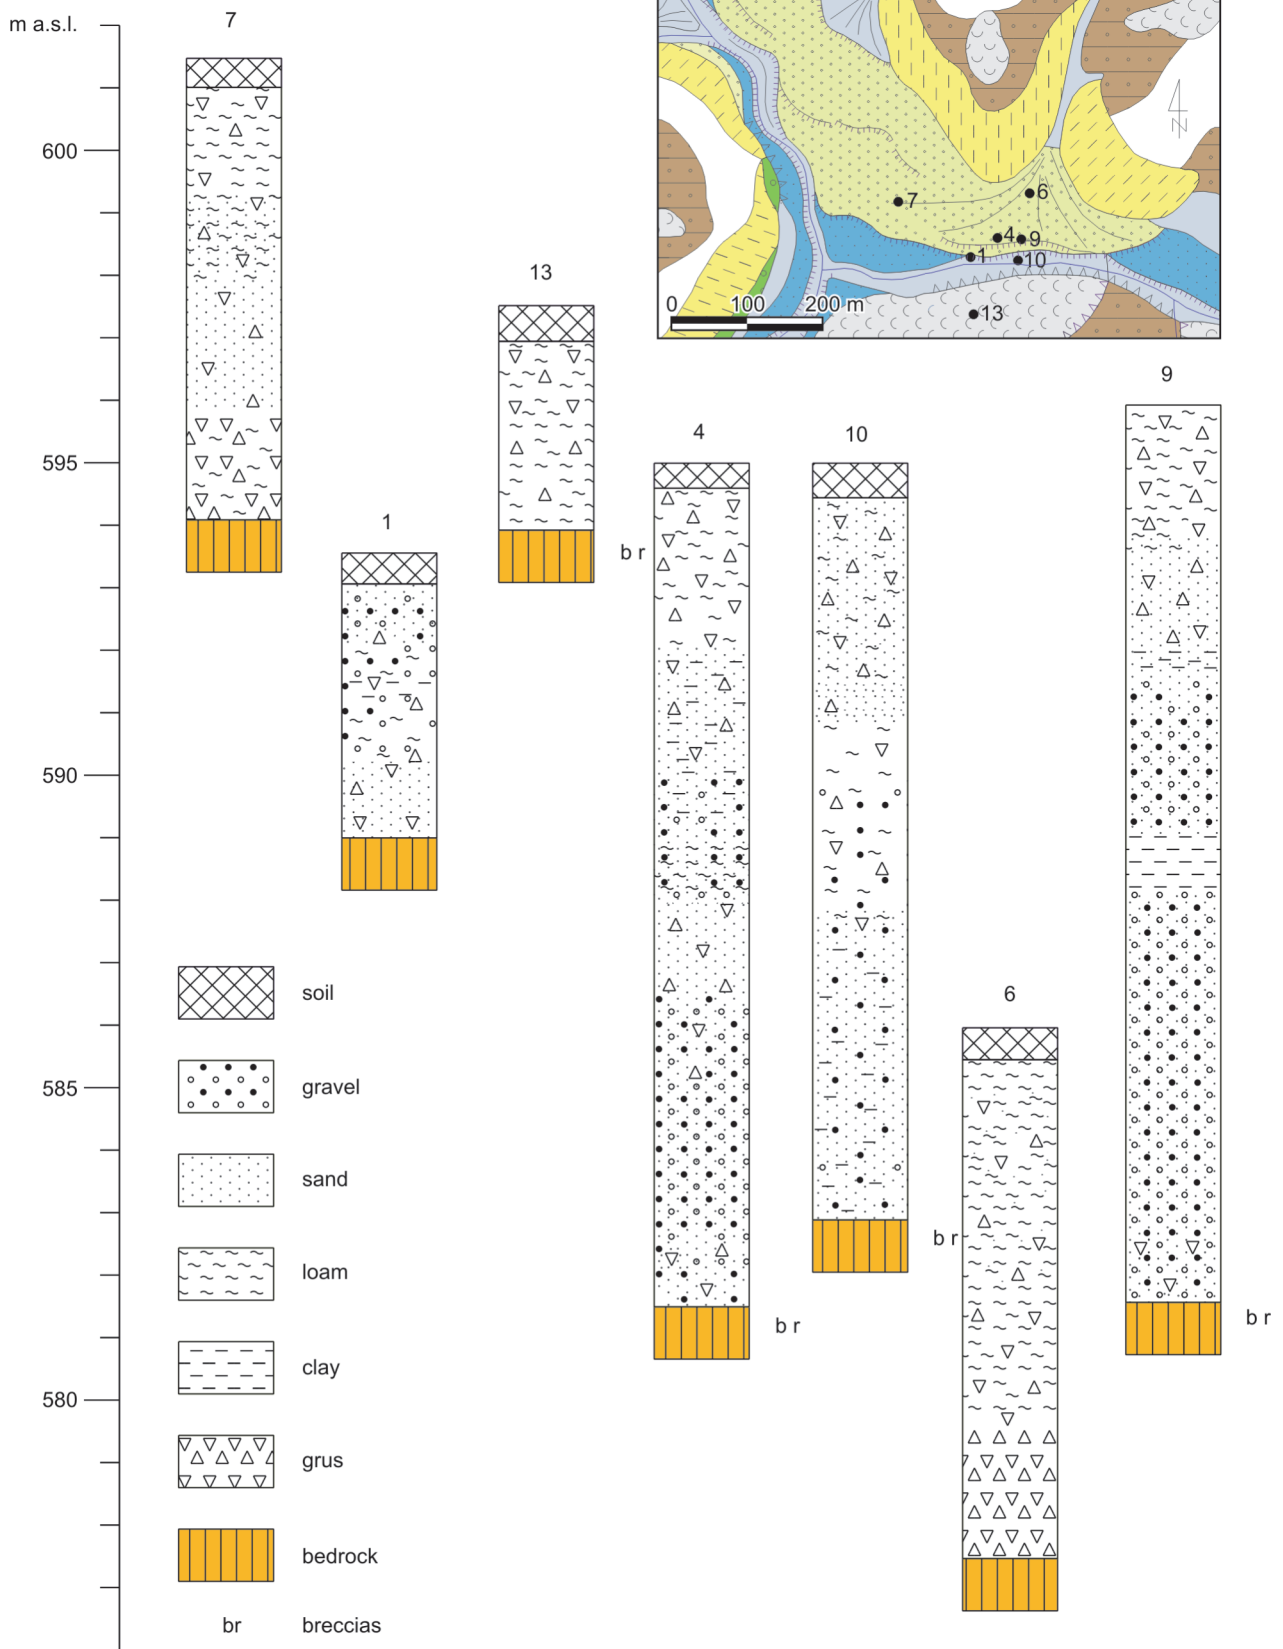 m a.s.l.
7
600
7
6
4
9
1
10
0 100 200 m
13
N
13
9
4
10
595
1
b r
590
6
soil
gravel
585
sand
b r
loam
b r
b r
clay
580
grus
bedrock
br breccias